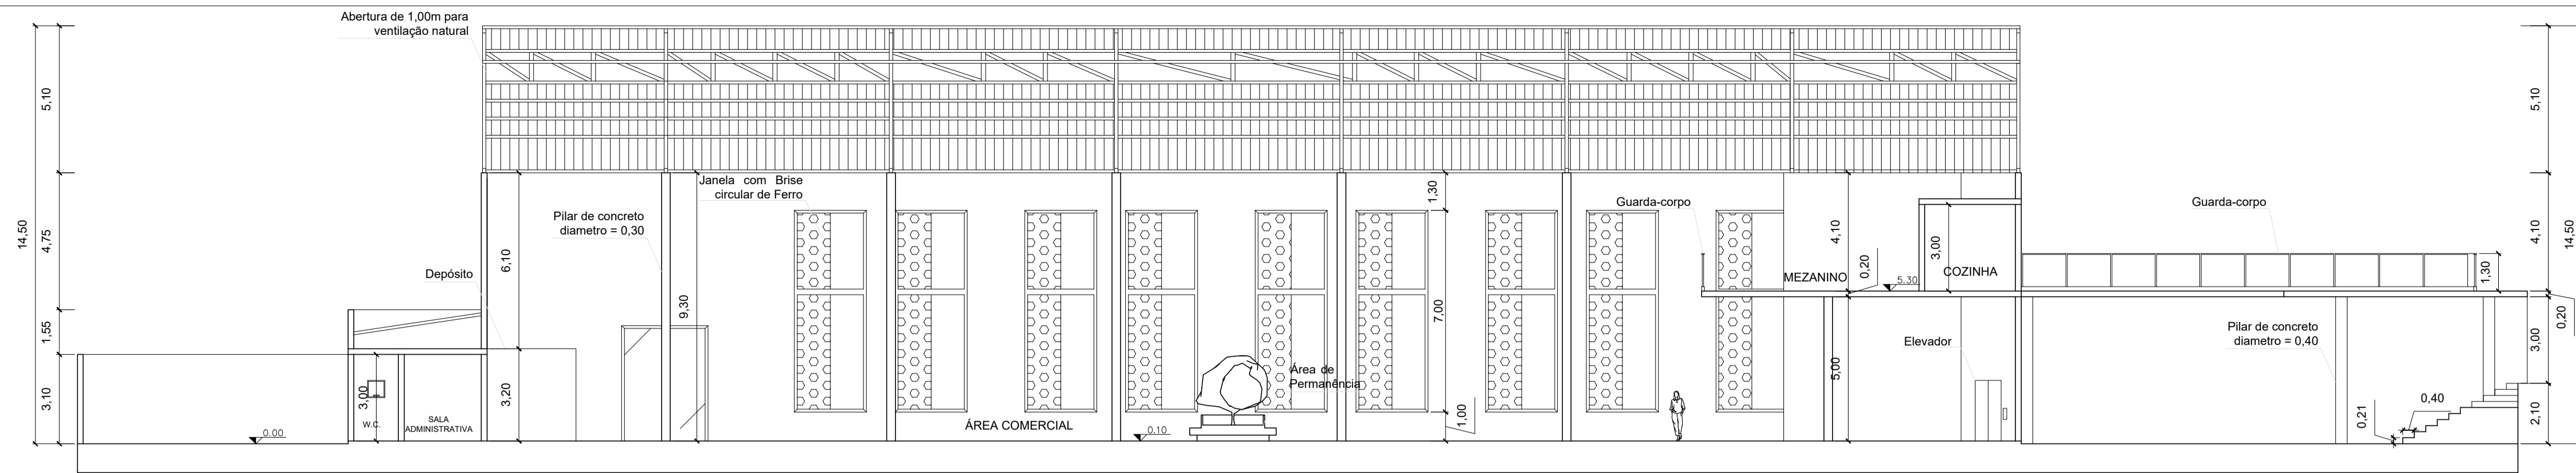 Abertura de 1,00m para
ventilação natural
14,50
5,10
4,75
1,55
3,10
0.00
Depósito
3,00
W.C.
SALA
ADMINISTRATIVA
6,10
3,20
Pilar de concreto
diametro = 0,30
9,30
Janela com Brise
circular de Ferro
ÁREA COMERCIAL
0.10
Área de
Permanência
1,30
7,00
1,00
Guarda-corpo
MEZANINO
4,10
0,20
5.30
5,00
3,00
COZINHA
Elevador
Guarda-corpo
1,30
Pilar de concreto
diametro = 0,40
0,21
0,40
5,10
4,10
0,20
3,00
2,10
14,50